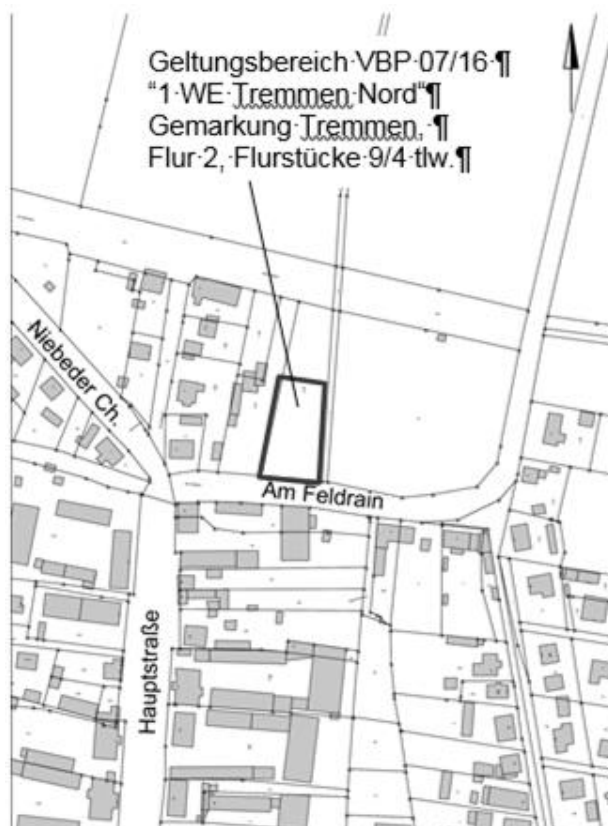 Geltungsbereich·VBP·07/16·¶
“1·WE·Tremmen·Nord“¶
Gemarkung·Tremmen,·¶
Flur·2,·Flurstücke·9/4·tlw.¶
Niebeder Ch.
Am Feldrain
Hauptstraße